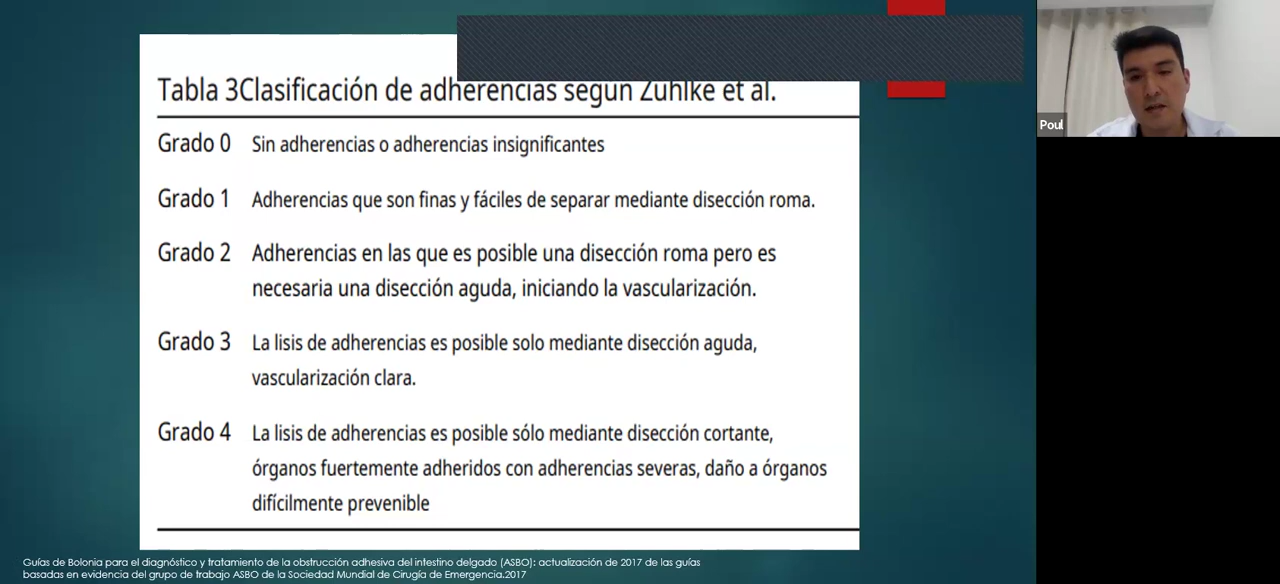 Tabla 3Clasificación de adherencias según Zühlke et al.
Grado 0 Sin adherencias o adherencias insignificantes
Grado 1 Adherencias que son finas y fáciles de separar mediante disección roma.
Grado 2 Adherencias en las que es posible una disección roma pero es
necesaria una disección aguda, iniciando la vascularización.
Grado 3 La lisis de adherencias es posible solo mediante disección aguda,
vascularización clara.
Grado 4 La lisis de adherencias es posible sólo mediante disección cortante,
órganos fuertemente adheridos con adherencias severas, daño a órganos
difícilmente prevenible
Guías de Bolonia para el diagnóstico y tratamiento de la obstrucción adhesiva del intestino delgado (ASBO): actualización de 2017 de las guías
basadas en evidencia del grupo de trabajo ASBO de la Sociedad Mundial de Cirugía de Emergencia.2017
Poul